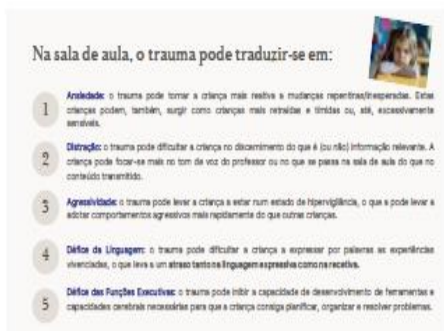 Na sala de aula, o trauma pode traduzir-se em:
1
Ansiedade: o trauma pode tornar a criança mais reativa a mudanças repentinas/inesperadas. Estas
crianças podem, também, surgir como crianças mais retraídas e tímidas ou, até, excessivamente
sensíveis.
2
Distração: o trauma pode dificultar a criança no discernimento do que é (ou não) informação relevante. A
criança pode focar-se mais no tom de voz do professor ou no que se passa na sala de aula do que no
conteúdo transmitido.
3
Agressividade: o trauma pode levar a criança a estar num estado de hipervigilância, o que a pode levar a
adotar comportamentos agressivos mais rapidamente do que outras crianças.
4
Défice da Linguagem: o trauma pode dificultar a criança a expressar por palavras as experiências
vivenciadas, o que leva a um atraso tanto na linguagem expressiva como na recetiva.
5
Défice das Funções Executivas: o trauma pode inibir a capacidade de desenvolvimento de ferramentas e
capacidades cerebrais necessárias para que a criança consiga planificar, organizar e resolver problemas.